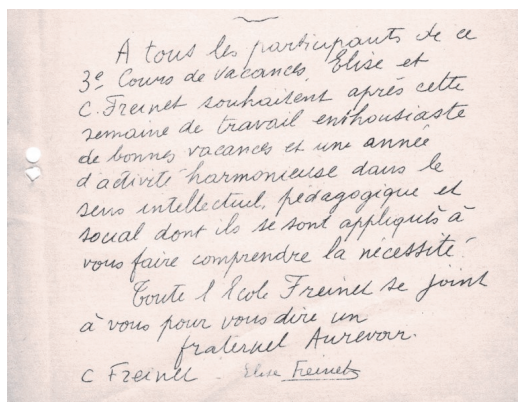 A tous les participants de ce
3e Cours de vacances, Elise et
C. Freinet souhaitent après cette
semaine de travail enthousiaste
de bonnes vacances et une année
d'activité harmonieuse dans le
sens intellectuel, pédagogique et
social dont ils se sont appliqués à
vous faire comprendre la nécessité.
Toute l'Ecole Freinet se joint
à vous pour vous dire un
fraternel Aurevoir.
C Freinet Elise Freinet